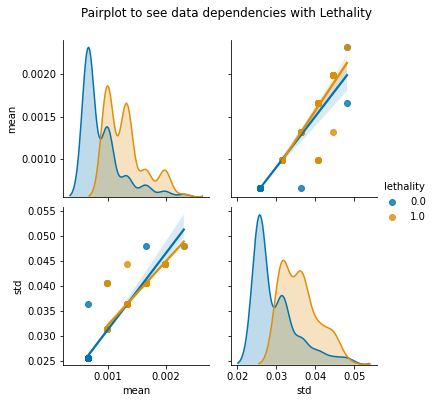 Pairplot to see data dependencies with Lethality
0.0020
0.0015
0.0010
mean
lethality
0.0
1.0
0.055
0.050
0.045
0.040
0.035
0.030
0.025
std
0.001 0.002
mean
0.02 0.03 0.04 0.05
std